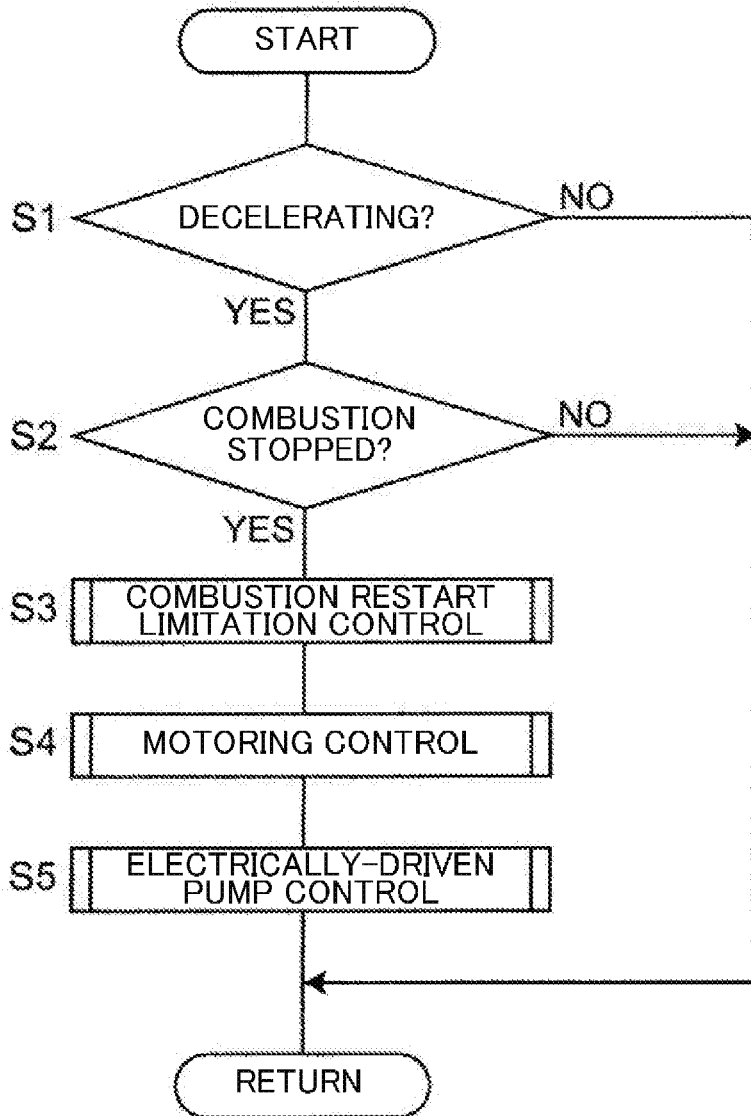 START
S1
DECELERATING?
NO
YES
S2
COMBUSTION
STOPPED?
NO
YES
S3
COMBUSTION RESTART
LIMITATION CONTROL
S4
MOTORING CONTROL
S5
ELECTRICALLY-DRIVEN
PUMP CONTROL
RETURN